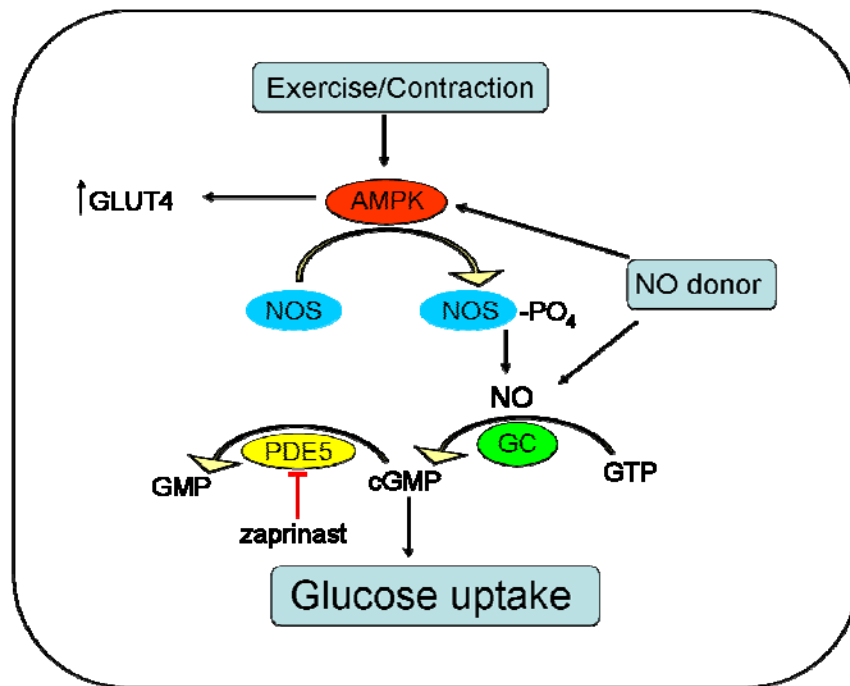 Exercise/Contraction
↑GLUT4
AMPK
NO donor
NOS
NOS
-PO₄
NO
PDE5
GC
GMP
cGMP
GTP
zaprinast
Glucose uptake